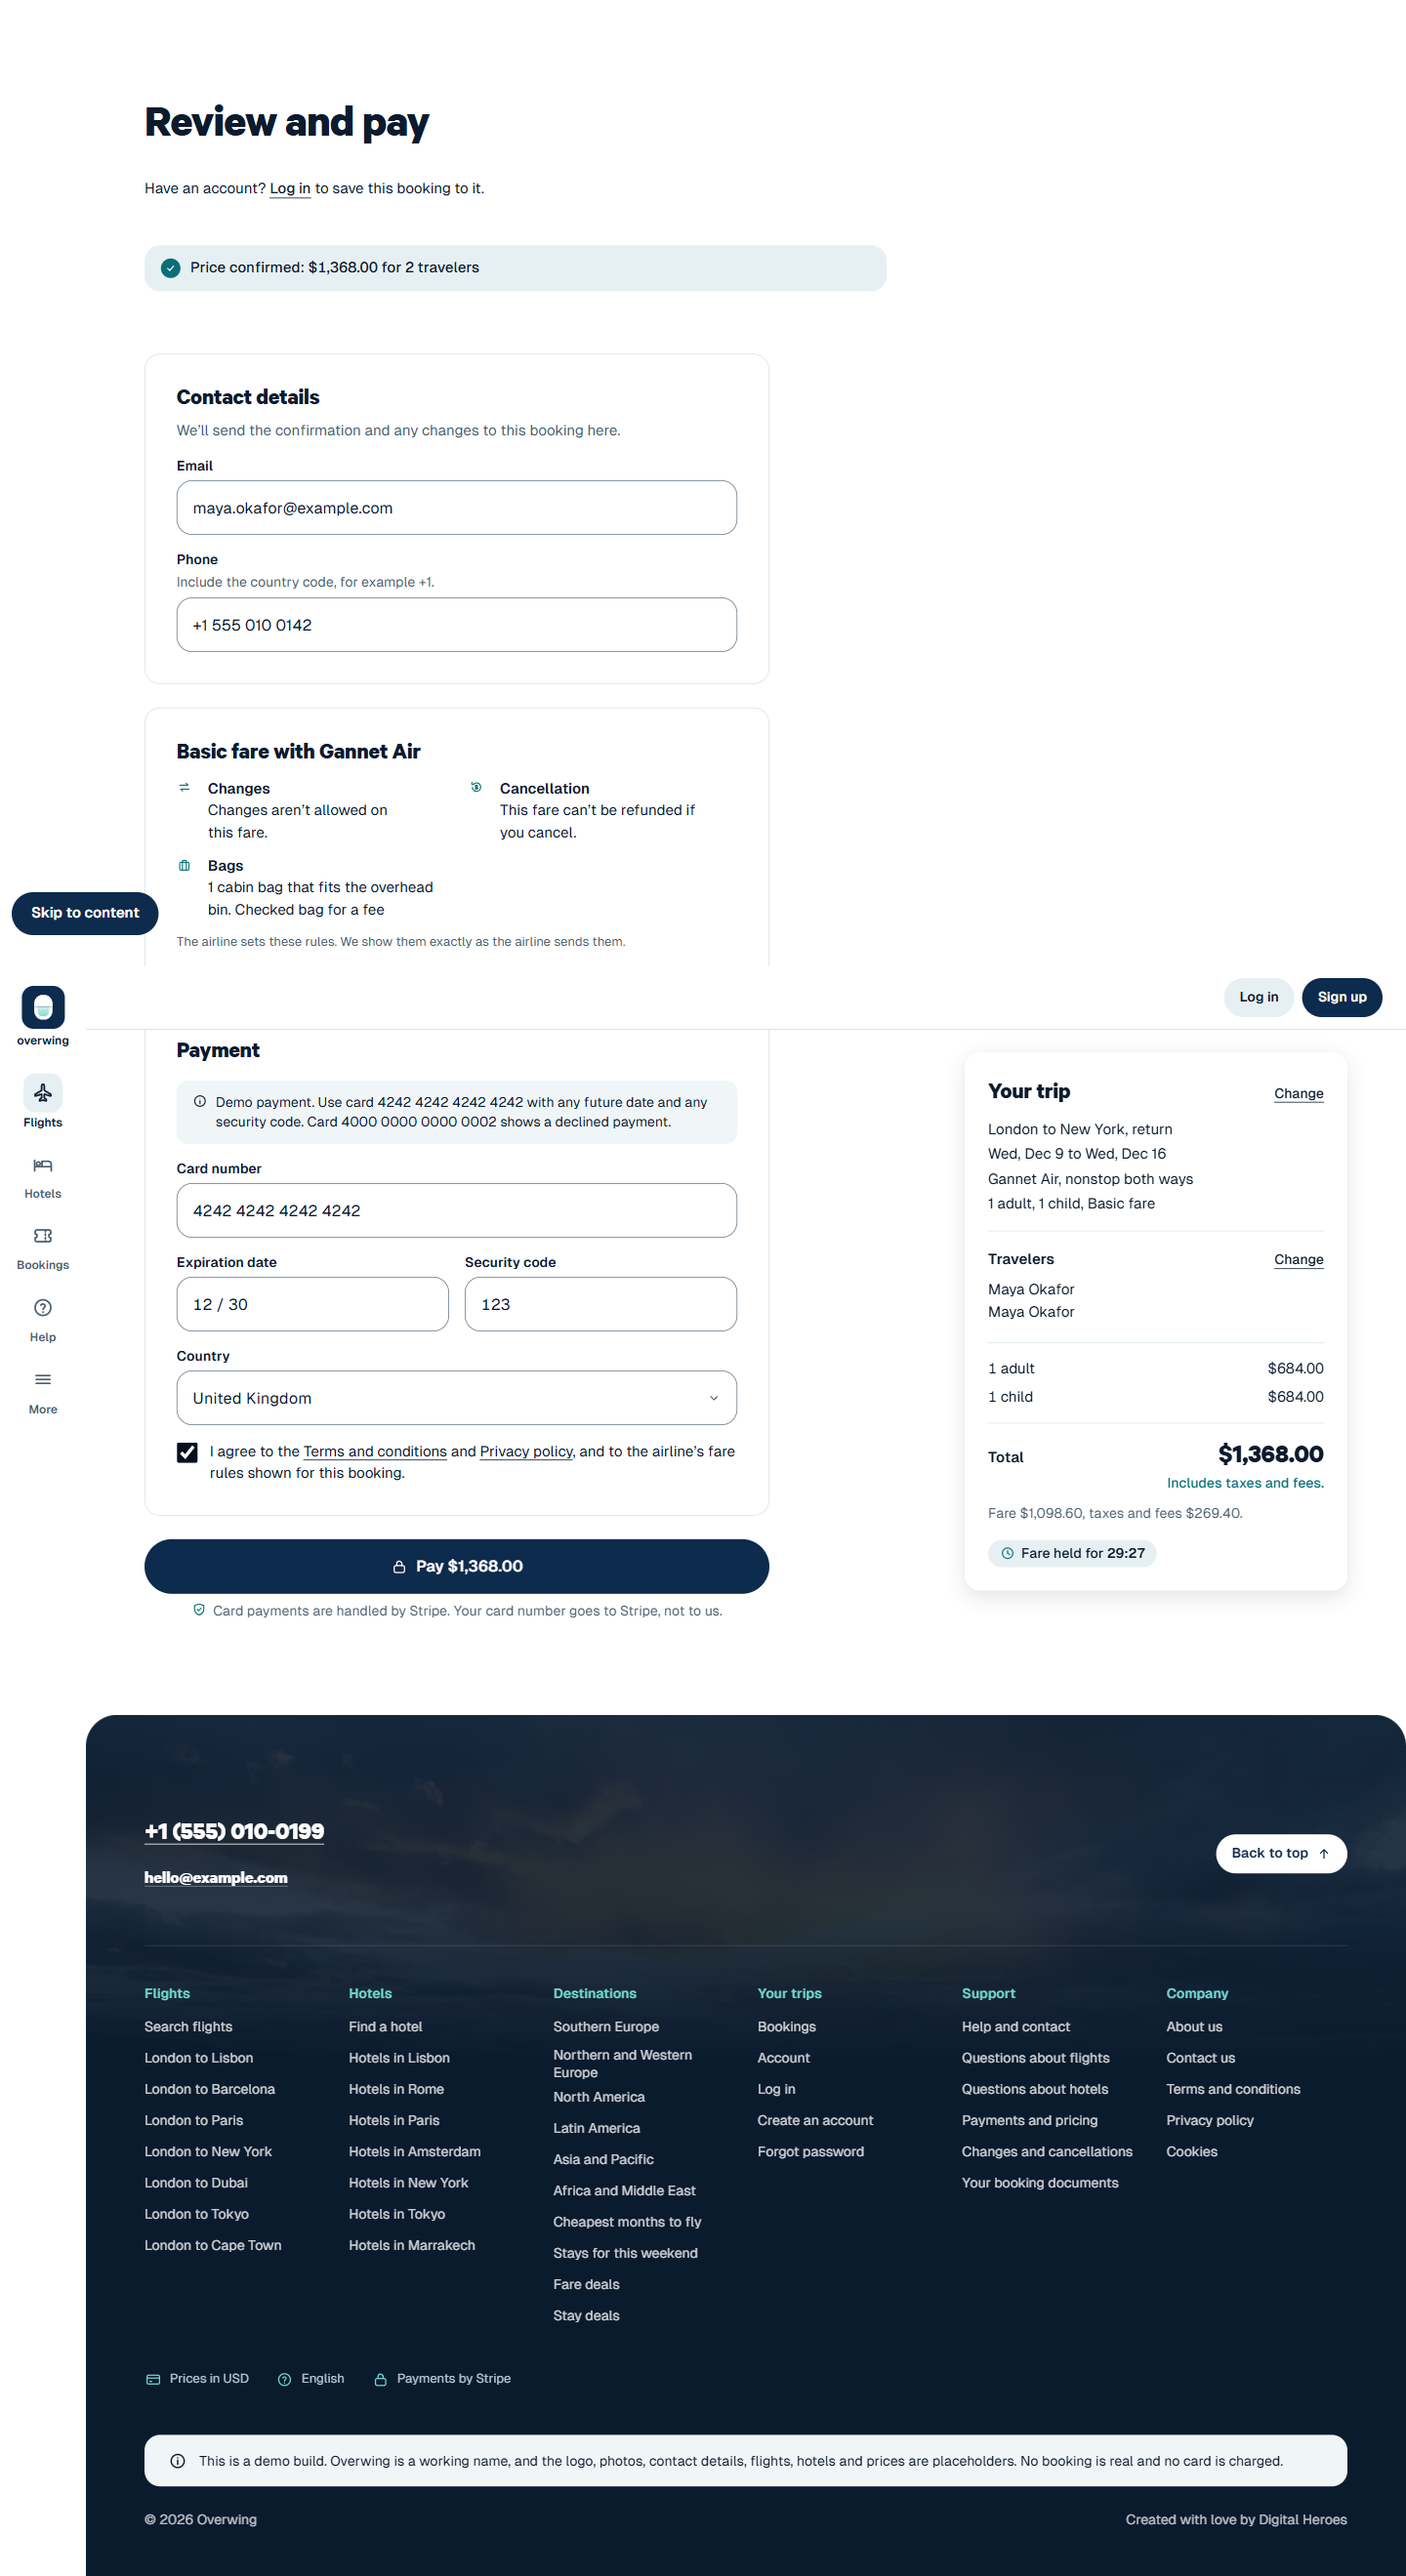 Review and pay
Have an account? Log in to save this booking to it.
Price confirmed: $1,368.00 for 2 travelers
Contact details
We'll send the confirmation and any changes to this booking here.
Email
maya.okafor@example.com
Phone
Include the country code, for example +1.
+1 555 010 0142
Basic fare with Gannet Air
Changes
Changes aren't allowed on
this fare.
Cancellation
This fare can't be refunded if
you cancel.
Bags
1 cabin bag that fits the overhead
bin. Checked bag for a fee
The airline sets these rules. We show them exactly as the airline sends them.
Skip to content
overwing
Flights
Hotels
Bookings
Help
More
Log in
Sign up
Payment
Demo payment. Use card 4242 4242 4242 4242 with any future date and any
security code. Card 4000 0000 0000 0002 shows a declined payment.
Card number
4242 4242 4242 4242
Expiration date
12 / 30
Security code
123
Country
United Kingdom
I agree to the Terms and conditions and Privacy policy, and to the airline's fare
rules shown for this booking.
Pay $1,368.00
Card payments are handled by Stripe. Your card number goes to Stripe, not to us.
Your trip
Change
London to New York, return
Wed, Dec 9 to Wed, Dec 16
Gannet Air, nonstop both ways
1 adult, 1 child, Basic fare
Travelers
Change
Maya Okafor
Maya Okafor
1 adult $684.00
1 child $684.00
Total $1,368.00
Includes taxes and fees.
Fare $1,098.60, taxes and fees $269.40.
Fare held for 29:27
+1 (555) 010-0199
hello@example.com
Back to top
Flights
Search flights
London to Lisbon
London to Barcelona
London to Paris
London to New York
London to Dubai
London to Tokyo
London to Cape Town
Hotels
Find a hotel
Hotels in Lisbon
Hotels in Rome
Hotels in Paris
Hotels in Amsterdam
Hotels in New York
Hotels in Tokyo
Hotels in Marrakech
Destinations
Southern Europe
Northern and Western
Europe
North America
Latin America
Asia and Pacific
Africa and Middle East
Cheapest months to fly
Stays for this weekend
Fare deals
Stay deals
Your trips
Bookings
Account
Log in
Create an account
Forgot password
Support
Help and contact
Questions about flights
Questions about hotels
Payments and pricing
Changes and cancellations
Your booking documents
Company
About us
Contact us
Terms and conditions
Privacy policy
Cookies
Prices in USD
English
Payments by Stripe
This is a demo build. Overwing is a working name, and the logo, photos, contact details, flights, hotels and prices are placeholders. No booking is real and no card is charged.
© 2026 Overwing
Created with love by Digital Heroes